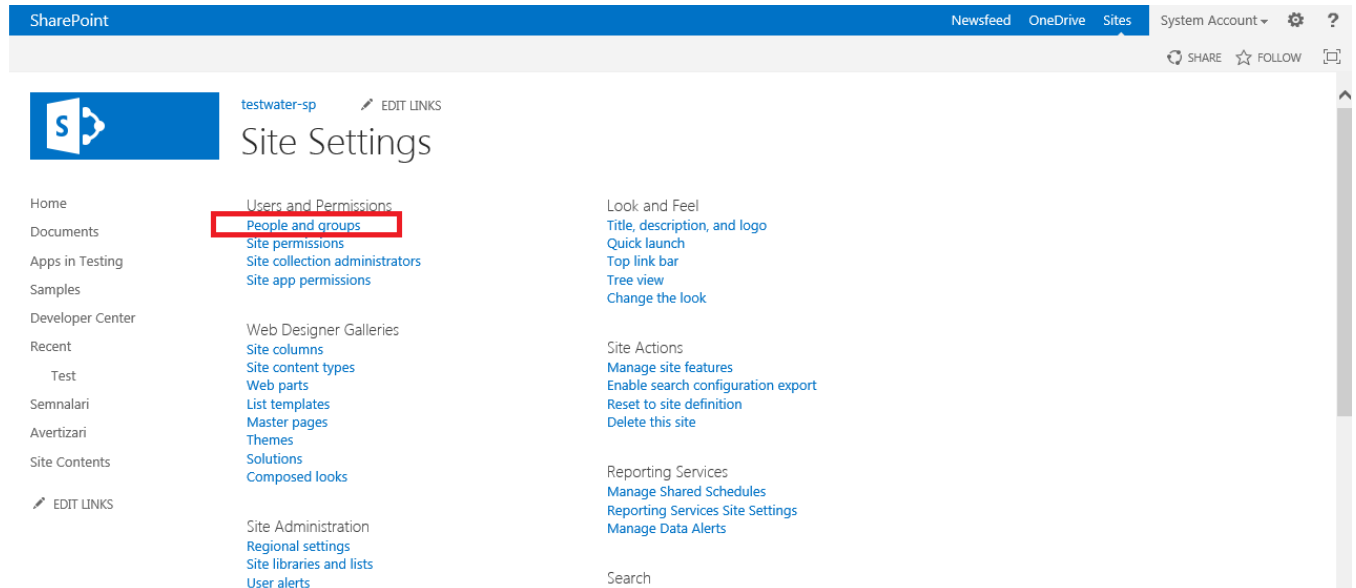 SharePoint
Newsfeed OneDrive Sites System Account ?
SHARE FOLLOW
S
testwater-sp EDIT LINKS
Site Settings
Home
Documents
Apps in Testing
Samples
Developer Center
Recent
Test
Semnalari
Avertizari
Site Contents
EDIT LINKS
Users and Permissions
People and groups
Site permissions
Site collection administrators
Site app permissions
Web Designer Galleries
Site columns
Site content types
Web parts
List templates
Master pages
Themes
Solutions
Composed looks
Site Administration
Regional settings
Site libraries and lists
User alerts
Look and Feel
Title, description, and logo
Quick launch
Top link bar
Tree view
Change the look
Site Actions
Manage site features
Enable search configuration export
Reset to site definition
Delete this site
Reporting Services
Manage Shared Schedules
Reporting Services Site Settings
Manage Data Alerts
Search